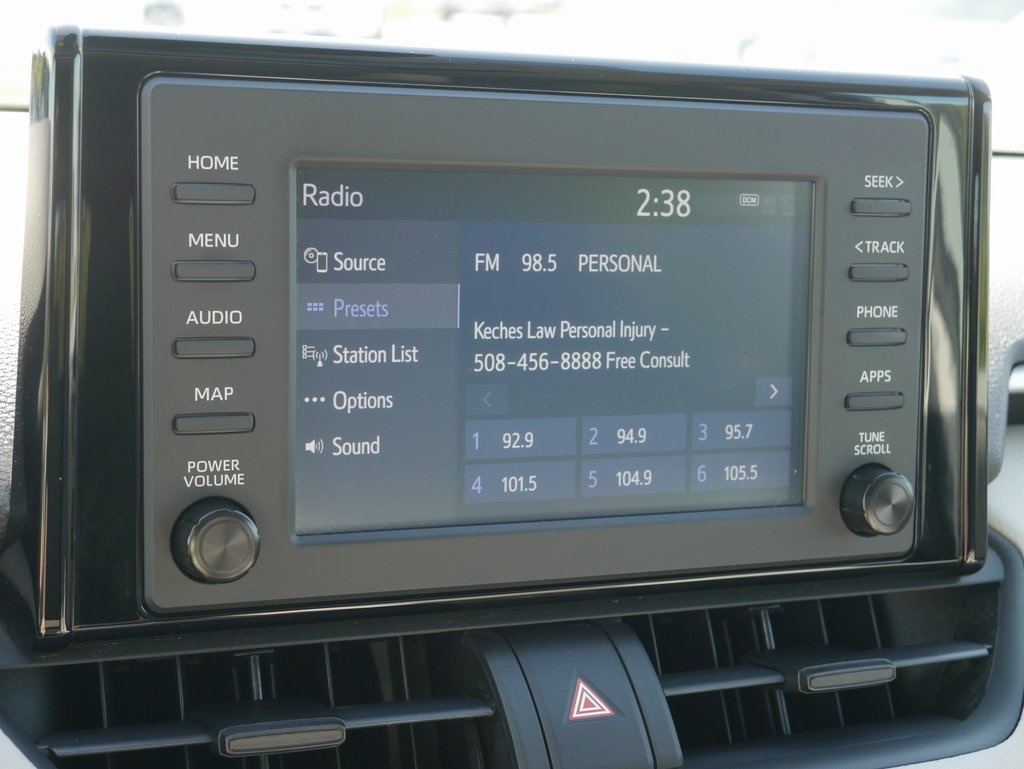 HOME
MENU
AUDIO
MAP
POWER
VOLUME
Radio
2:38
DCM
Source
Presets
Station List
Options
Sound
FM 98.5 PERSONAL
Keches Law Personal Injury -
508-456-8888 Free Consult
<
>
1 92.9
2 94.9
3 95.7
4 101.5
5 104.9
6 105.5
SEEK >
< TRACK
PHONE
APPS
TUNE
SCROLL